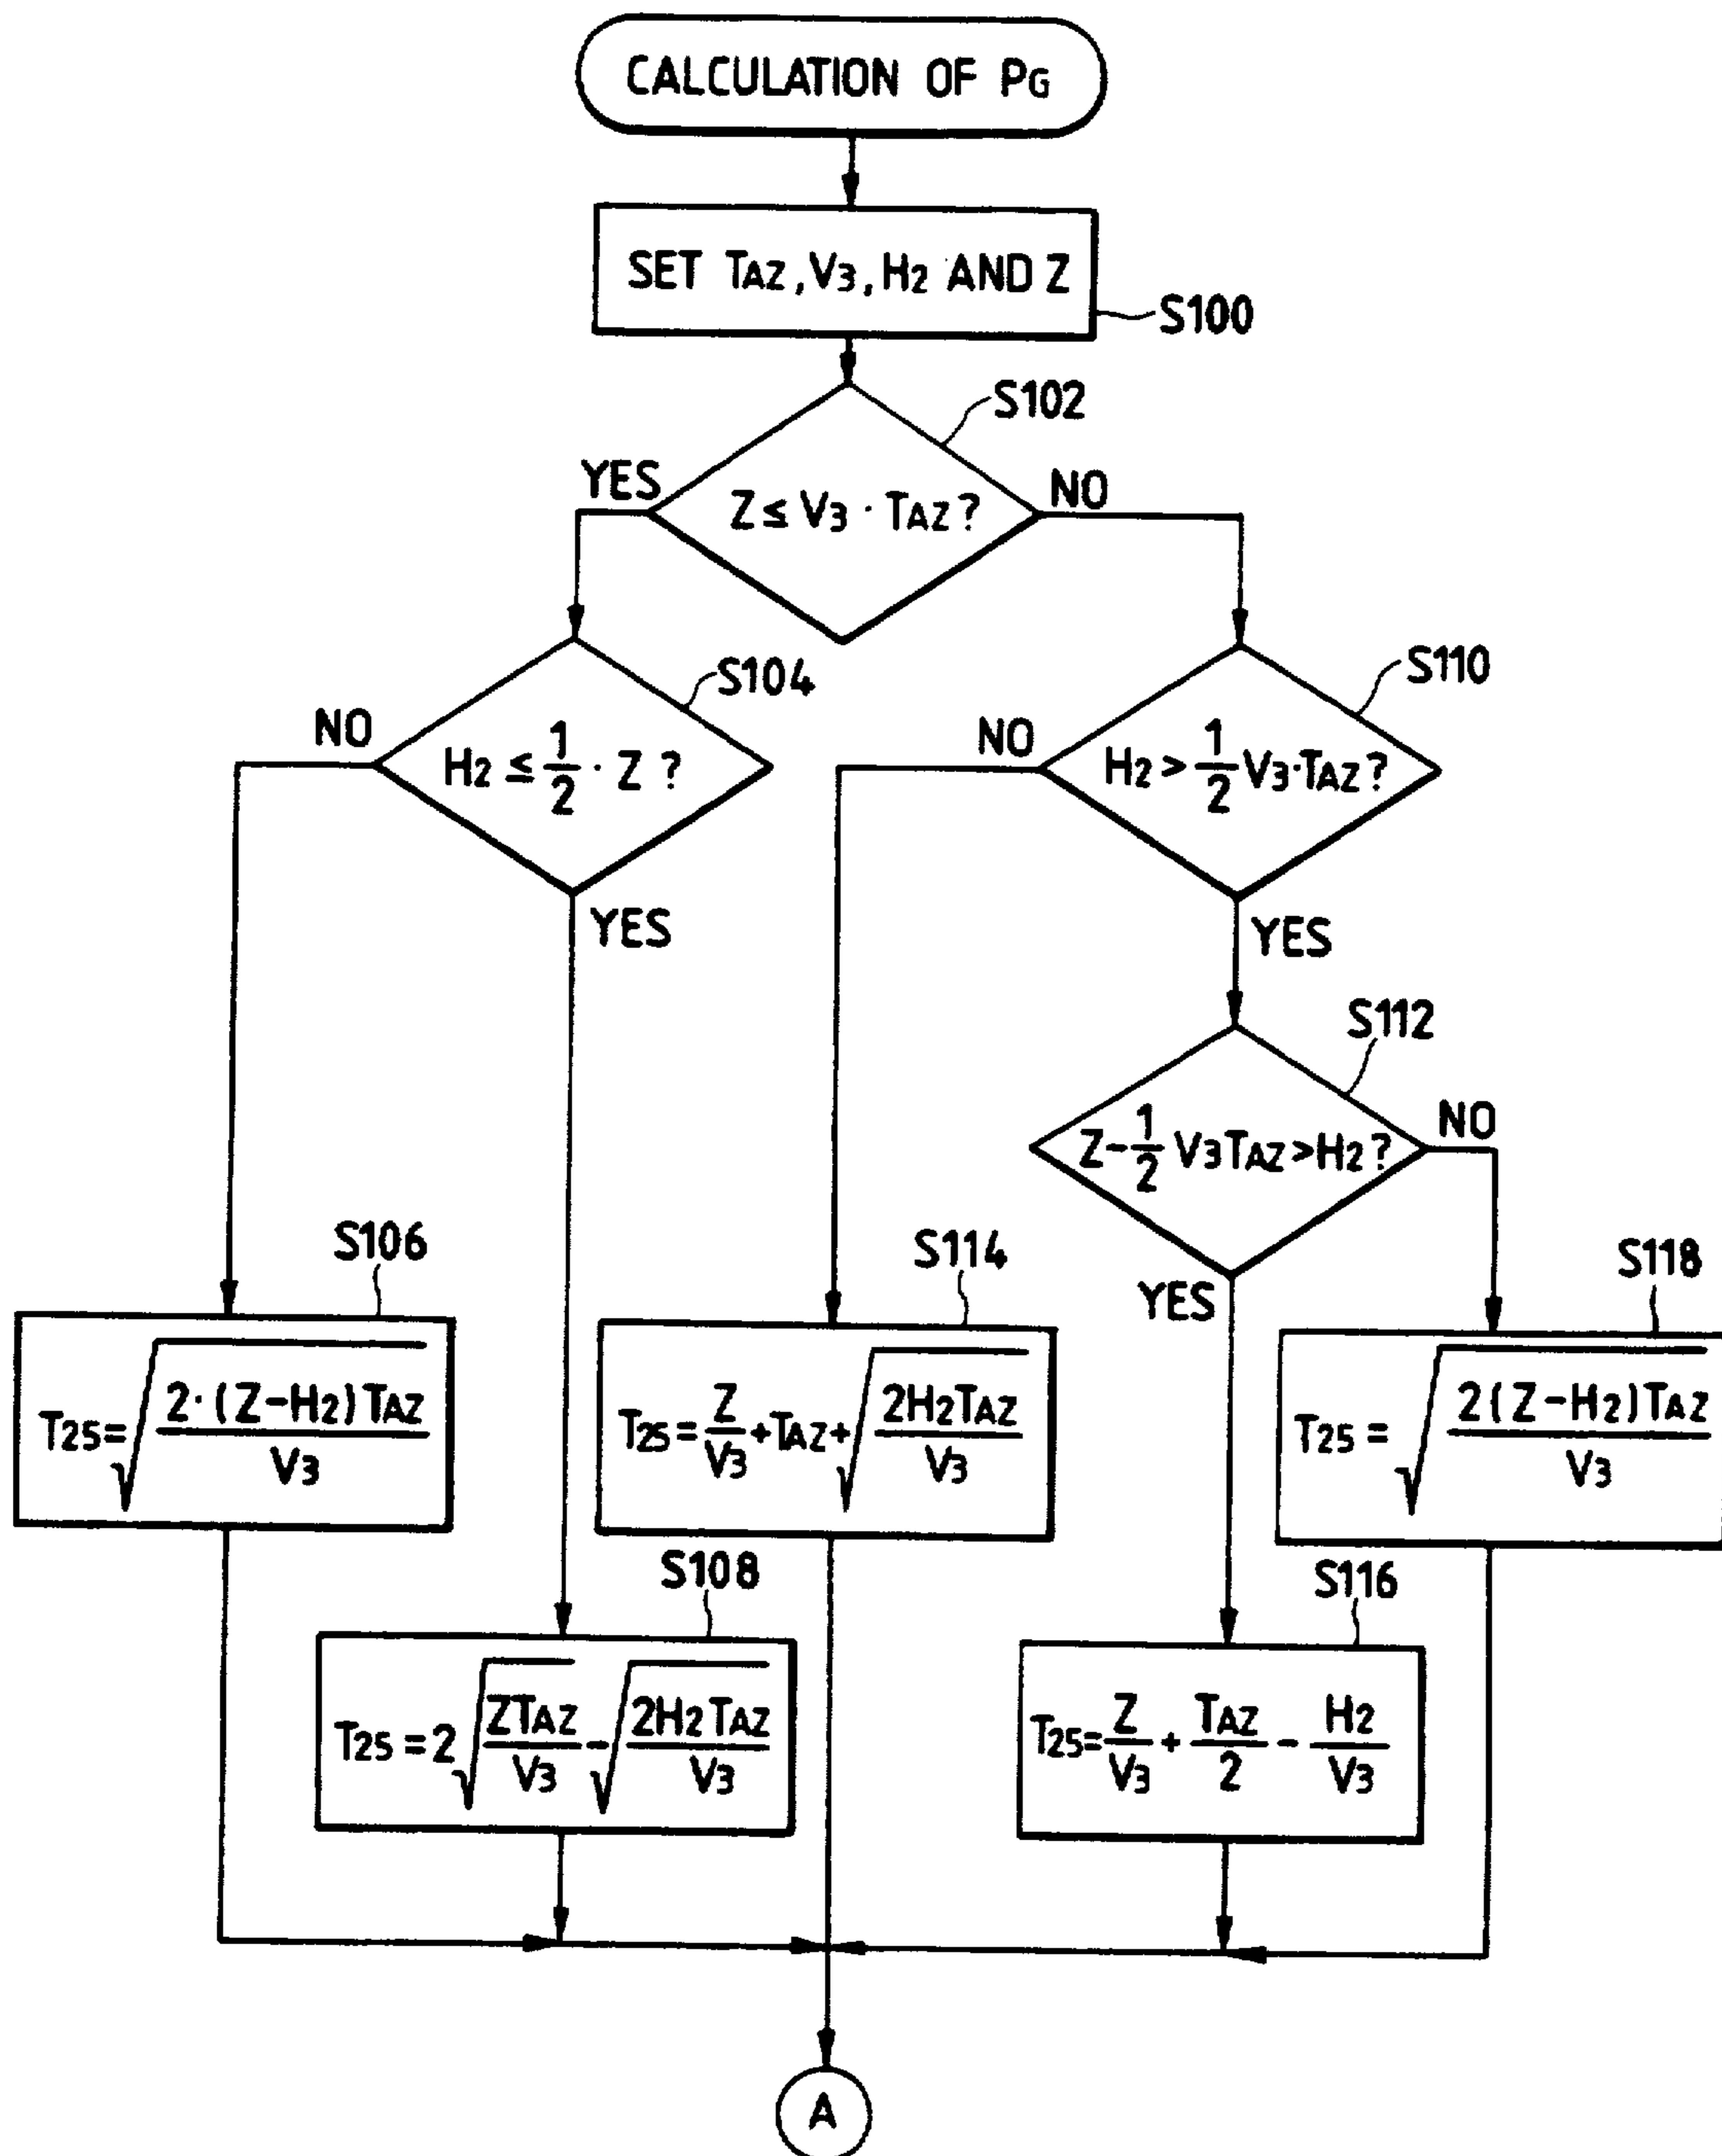 CALCULATION OF PG
SET TAZ, V3, H2 AND Z
S100
S102
YES
NO
Z ≤ V3 · TAZ?
S104
S110
NO
H2 ≤ 1/2 · Z ?
NO
H2 > 1/2 V3·TAZ?
YES
YES
S112
Z - 1/2 V3TAZ > H2?
NO
YES
S106
S114
S118
T25 = √(2·(Z-H2)TAZ/V3)
T25 = Z/V3 + TAZ + √(2H2TAZ/V3)
T25 = √(2(Z-H2)TAZ/V3)
S108
S116
T25 = 2√(ZTAZ/V3) - √(2H2TAZ/V3)
T25 = Z/V3 + TAZ/2 - H2/V3
A